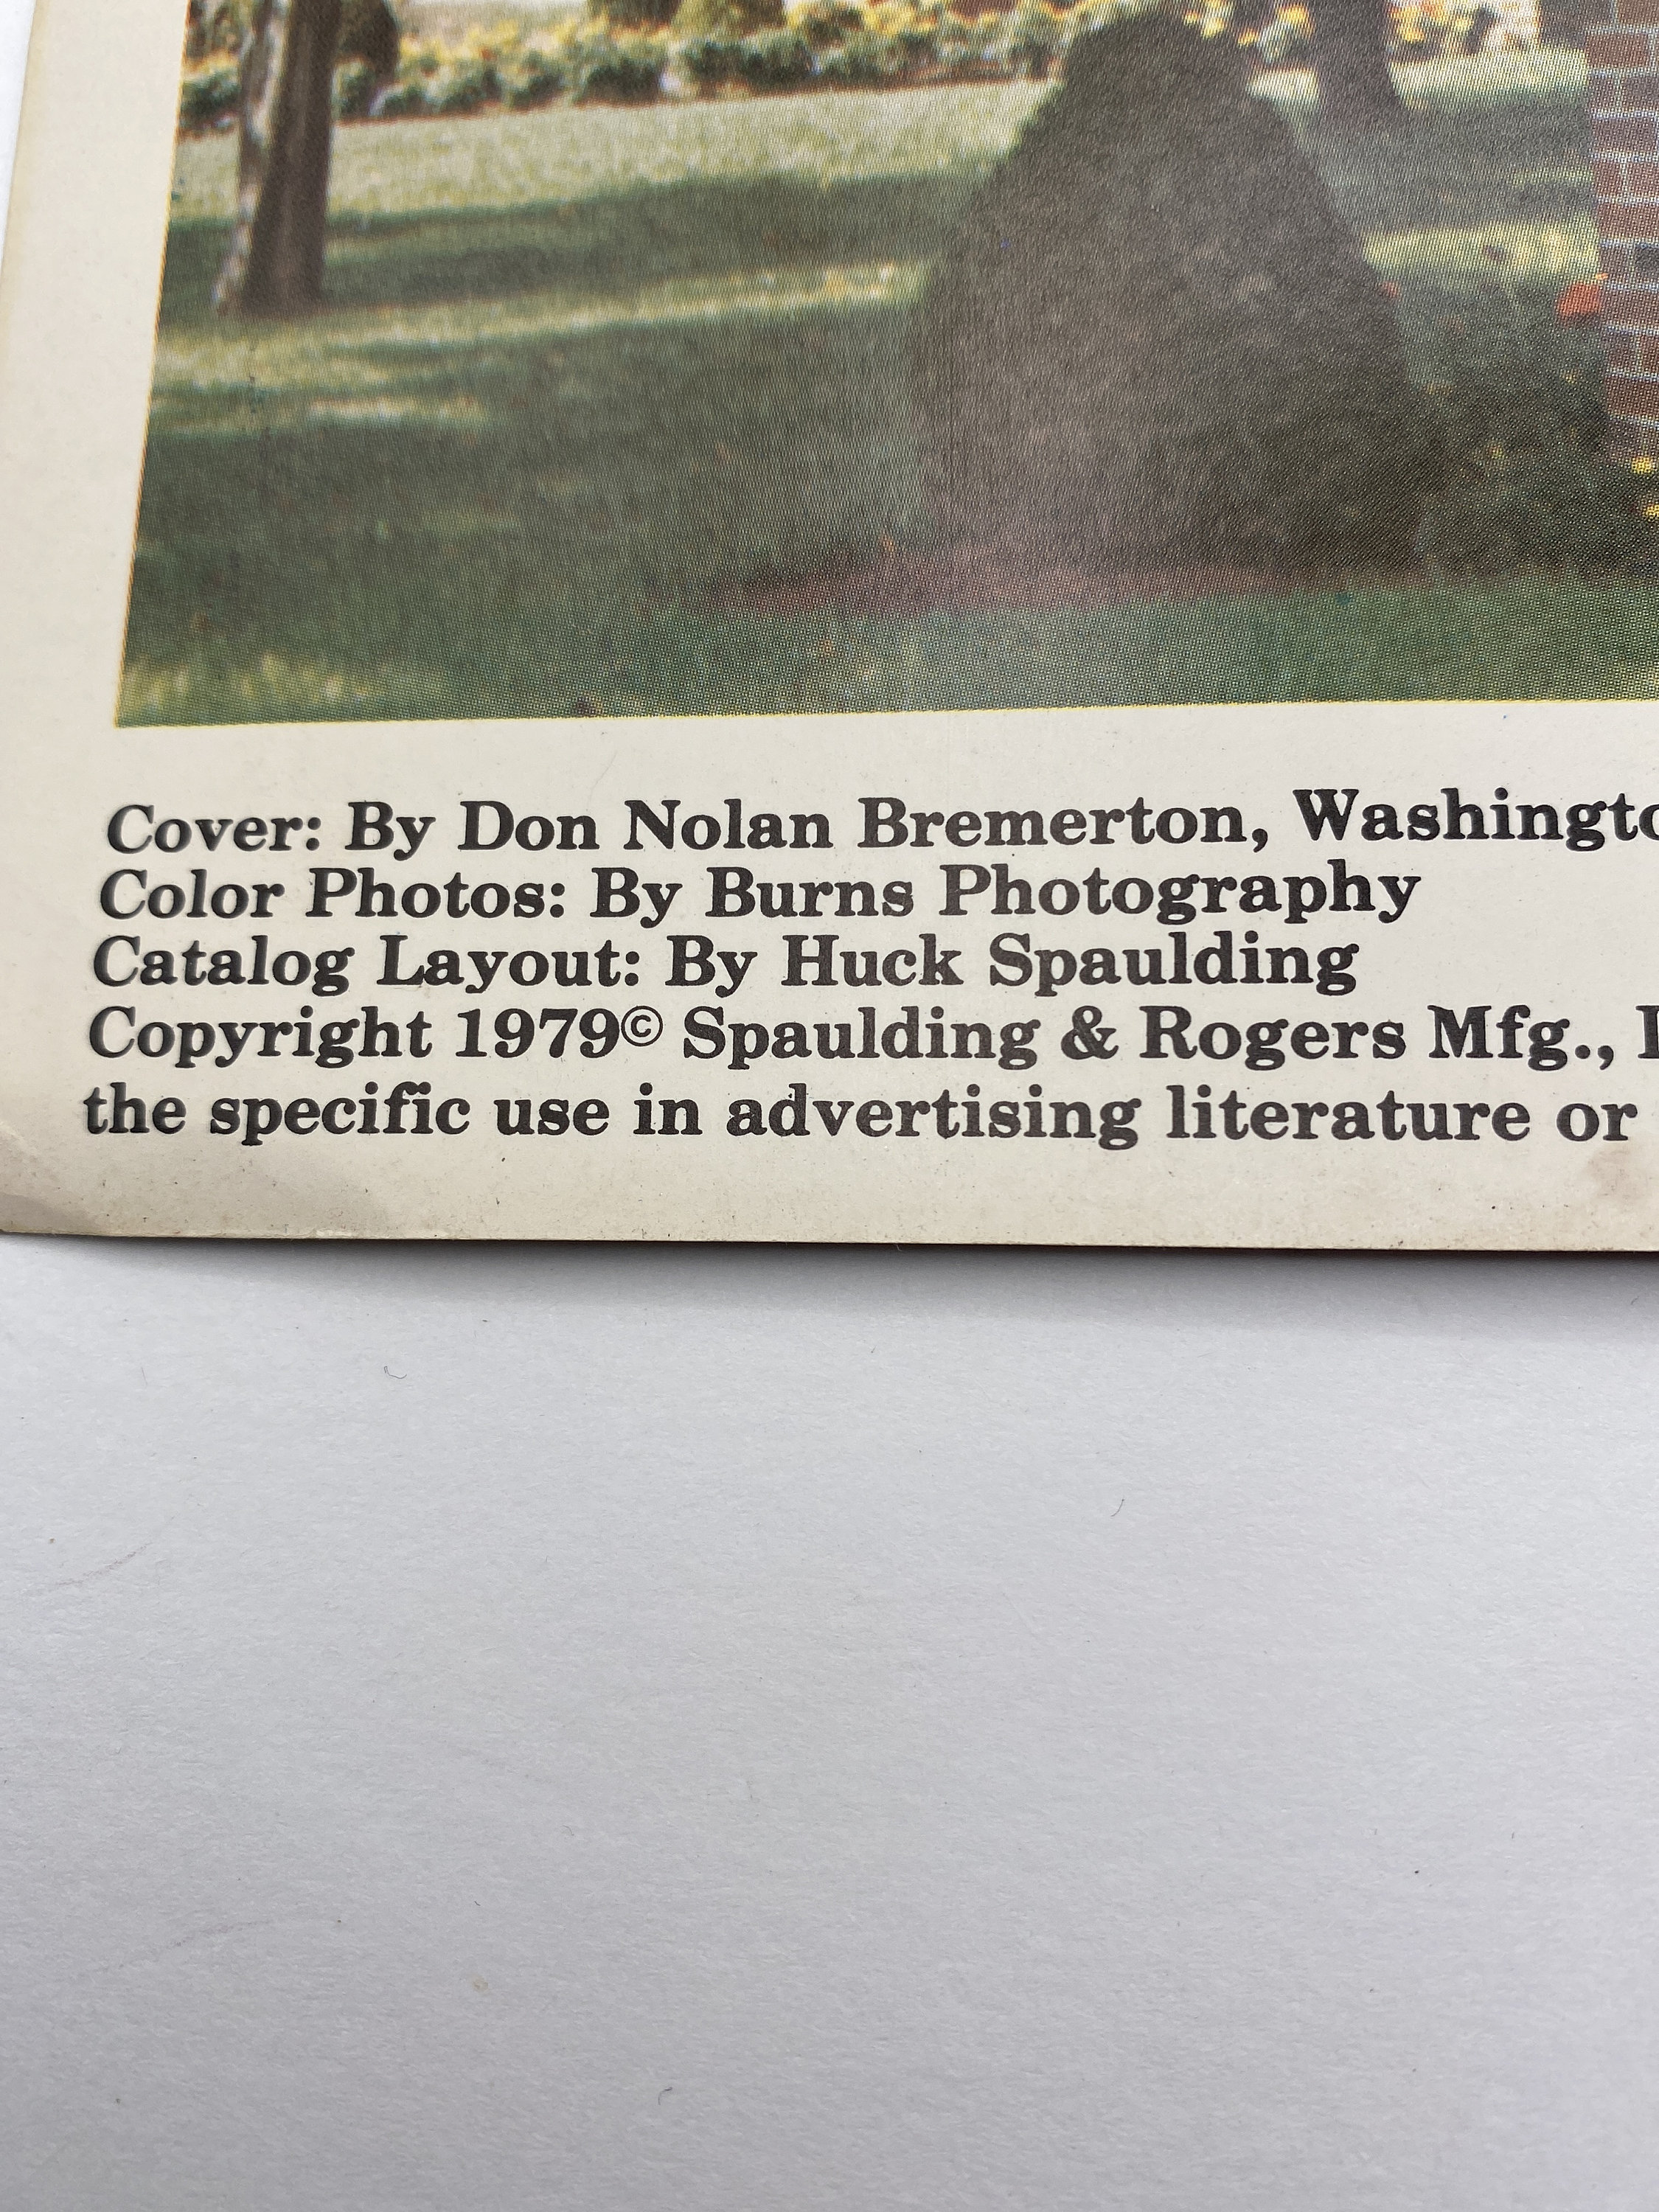 Cover: By Don Nolan Bremerton, Washingto
Color Photos: By Burns Photography
Catalog Layout: By Huck Spaulding
Copyright 1979© Spaulding & Rogers Mfg.,
the specific use in advertising literature or